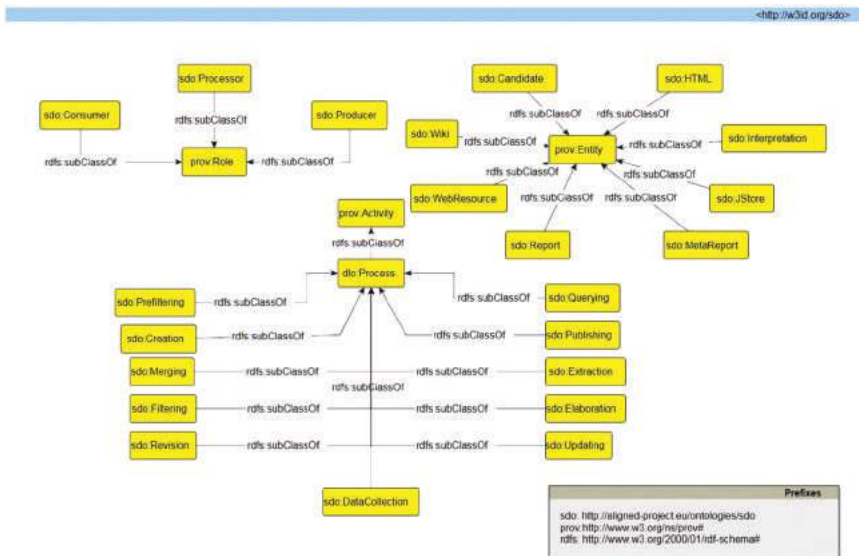 <http://w3id.org/sdo>
sdo:Processor
sdo:Candidate
sdo:HTML
sdo:Consumer
rdfs:subClassOf
sdo:Producer
rdfs:subClassOf
rdfs:subClassOf
sdo:Wiki
rdfs:subClassOf
sdo:Interpretation
rdfs:subClassOf
prov:Role
rdfs:subClassOf
prov:Entity
rdfs:subClassOf
rdfs:subClassOf
rdfs:subClassOf
sdo:WebResource
rdfs:subClassOf
rdfs:subClassOf
sdo:JStore
prov:Activity
rdfs:subClassOf
sdo:Report
sdo:MetaReport
dlo:Process
sdo:Prefiltering
rdfs:subClassOf
rdfs:subClassOf
sdo:Querying
sdo:Creation
rdfs:subClassOf
rdfs:subClassOf
sdo:Publishing
sdo:Merging
rdfs:subClassOf
rdfs:subClassOf
sdo:Extraction
rdfs:subClassOf
sdo:Filtering
rdfs:subClassOf
rdfs:subClassOf
sdo:Elaboration
sdo:Revision
rdfs:subClassOf
rdfs:subClassOf
sdo:Updating
sdo:DataCollection
Prefixes
sdo: http://aligned-project.eu/ontologies/sdo
prov:http://www.w3.org/ns/prov#
rdfs: http://www.w3.org/2000/01/rdf-schema#